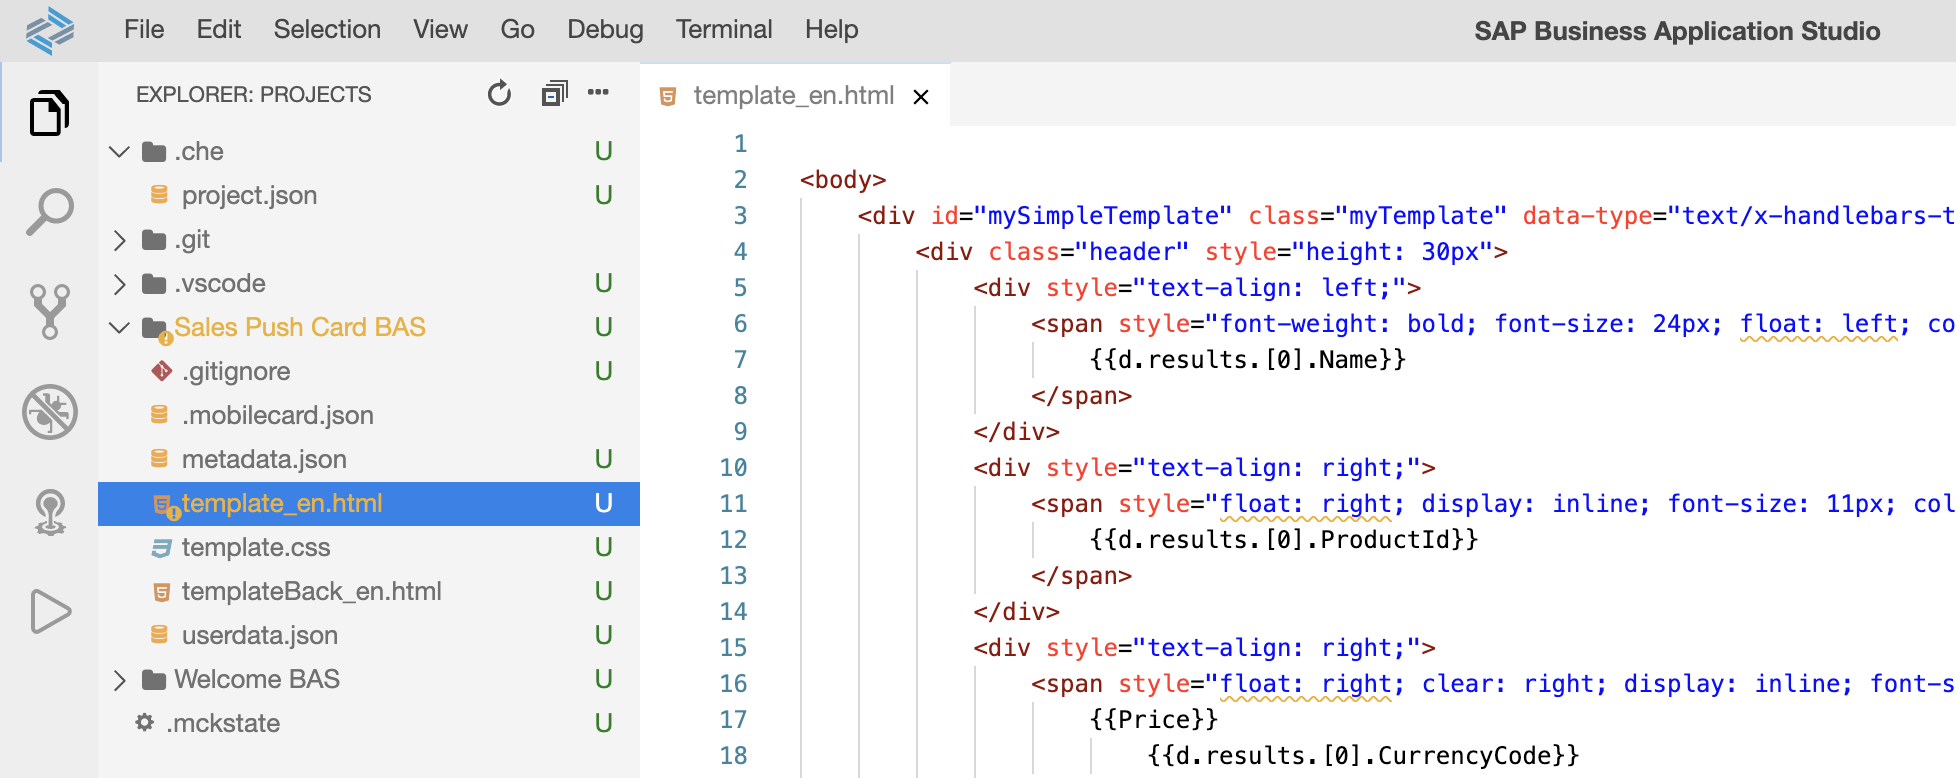 File Edit Selection View Go Debug Terminal Help SAP Business Application Studio
EXPLORER: PROJECTS
.che U
project.json U
.git
.vscode U
Sales Push Card BAS U
.gitignore U
.mobilecard.json
metadata.json U
template_en.html U
template.css U
templateBack_en.html U
userdata.json U
Welcome BAS U
.mckstate U
template_en.html
1
2 <body>
3 <div id="mySimpleTemplate" class="myTemplate" data-type="text/x-handlebars-t
4 <div class="header" style="height: 30px">
5 <div style="text-align: left;">
6 <span style="font-weight: bold; font-size: 24px; float: left; co
7 {{d.results.[0].Name}}
8 </span>
9 </div>
10 <div style="text-align: right;">
11 <span style="float: right; display: inline; font-size: 11px; col
12 {{d.results.[0].ProductId}}
13 </span>
14 </div>
15 <div style="text-align: right;">
16 <span style="float: right; clear: right; display: inline; font-s
17 {{Price}}
18 {{d.results.[0].CurrencyCode}}